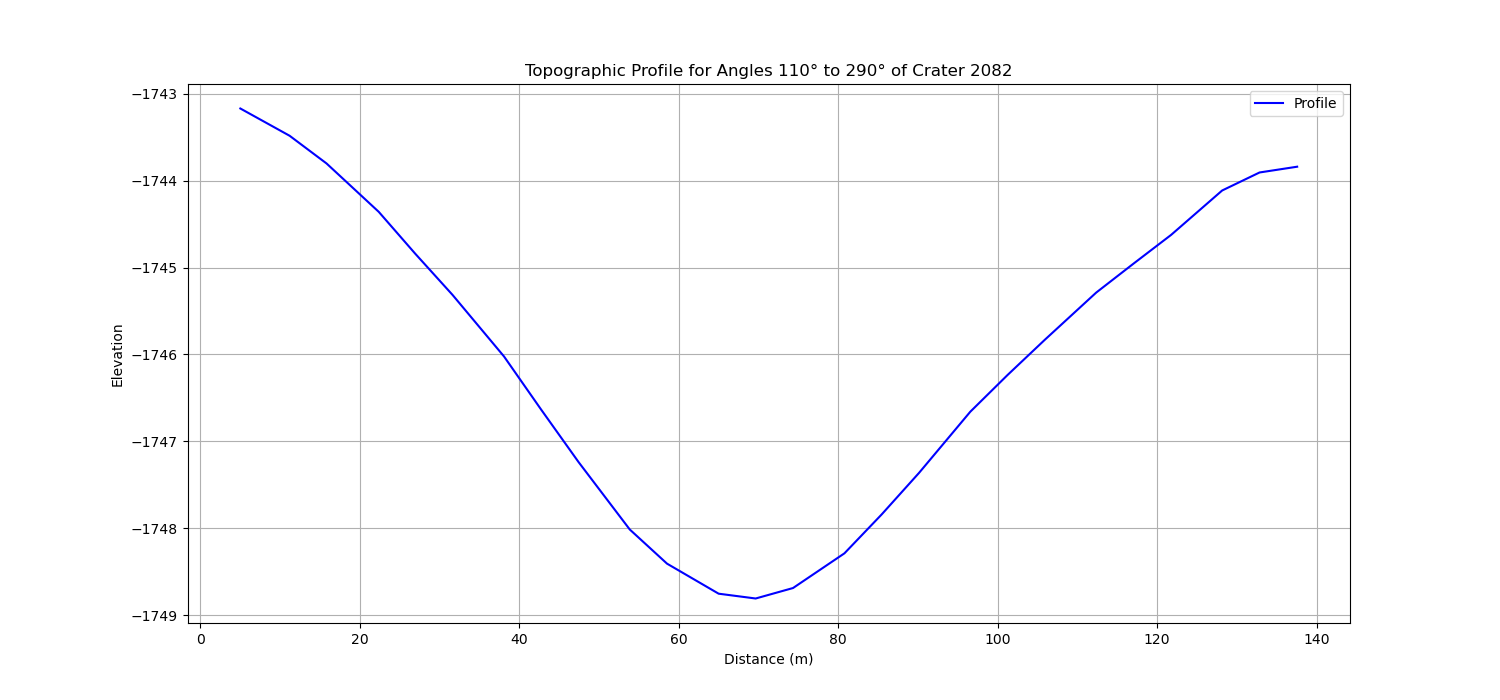 Topographic Profile for Angles 110° to 290° of Crater 2082
Profile
−1743
−1744
−1745
−1746
−1747
−1748
−1749
Elevation
0 20 40 60 80 100 120 140
Distance (m)